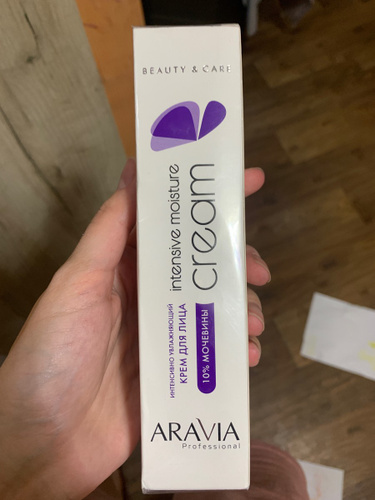 BEAUTY & CARE
intensive moisture
cream
ИНТЕНСИВНО УВЛАЖНЯЮЩИЙ
КРЕМ ДЛЯ ЛИЦА
10% МОЧЕВИНЫ
ARAVIA
Professional